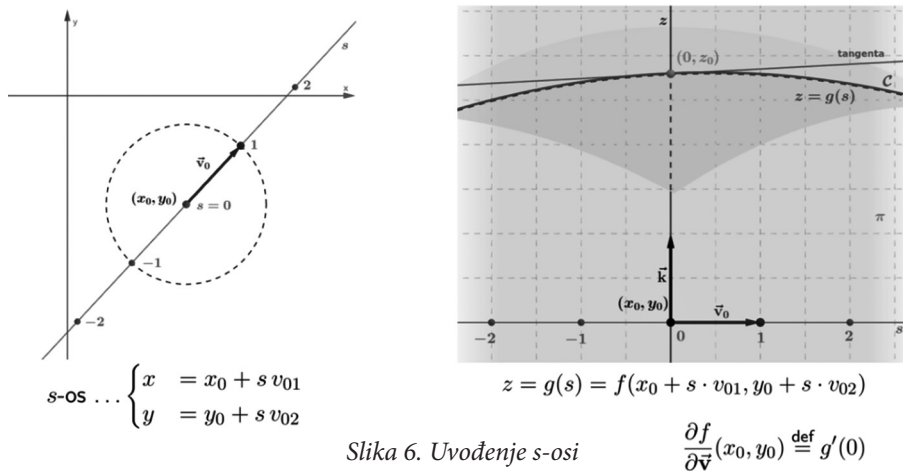 y
s
2
x
1
v⃗₀
(x₀, y₀)
s = 0
−1
−2
s-os … { x = x₀ + s v₀₁
y = y₀ + s v₀₂
z
(0, z₀)
tangenta
C
z = g(s)
π
k⃗
(x₀, y₀)
v⃗₀
−2 −1 0 1 2 s
z = g(s) = f(x₀ + s · v₀₁, y₀ + s · v₀₂)
∂f/∂v⃗ (x₀, y₀) def= g′(0)
Slika 6. Uvođenje s-osi